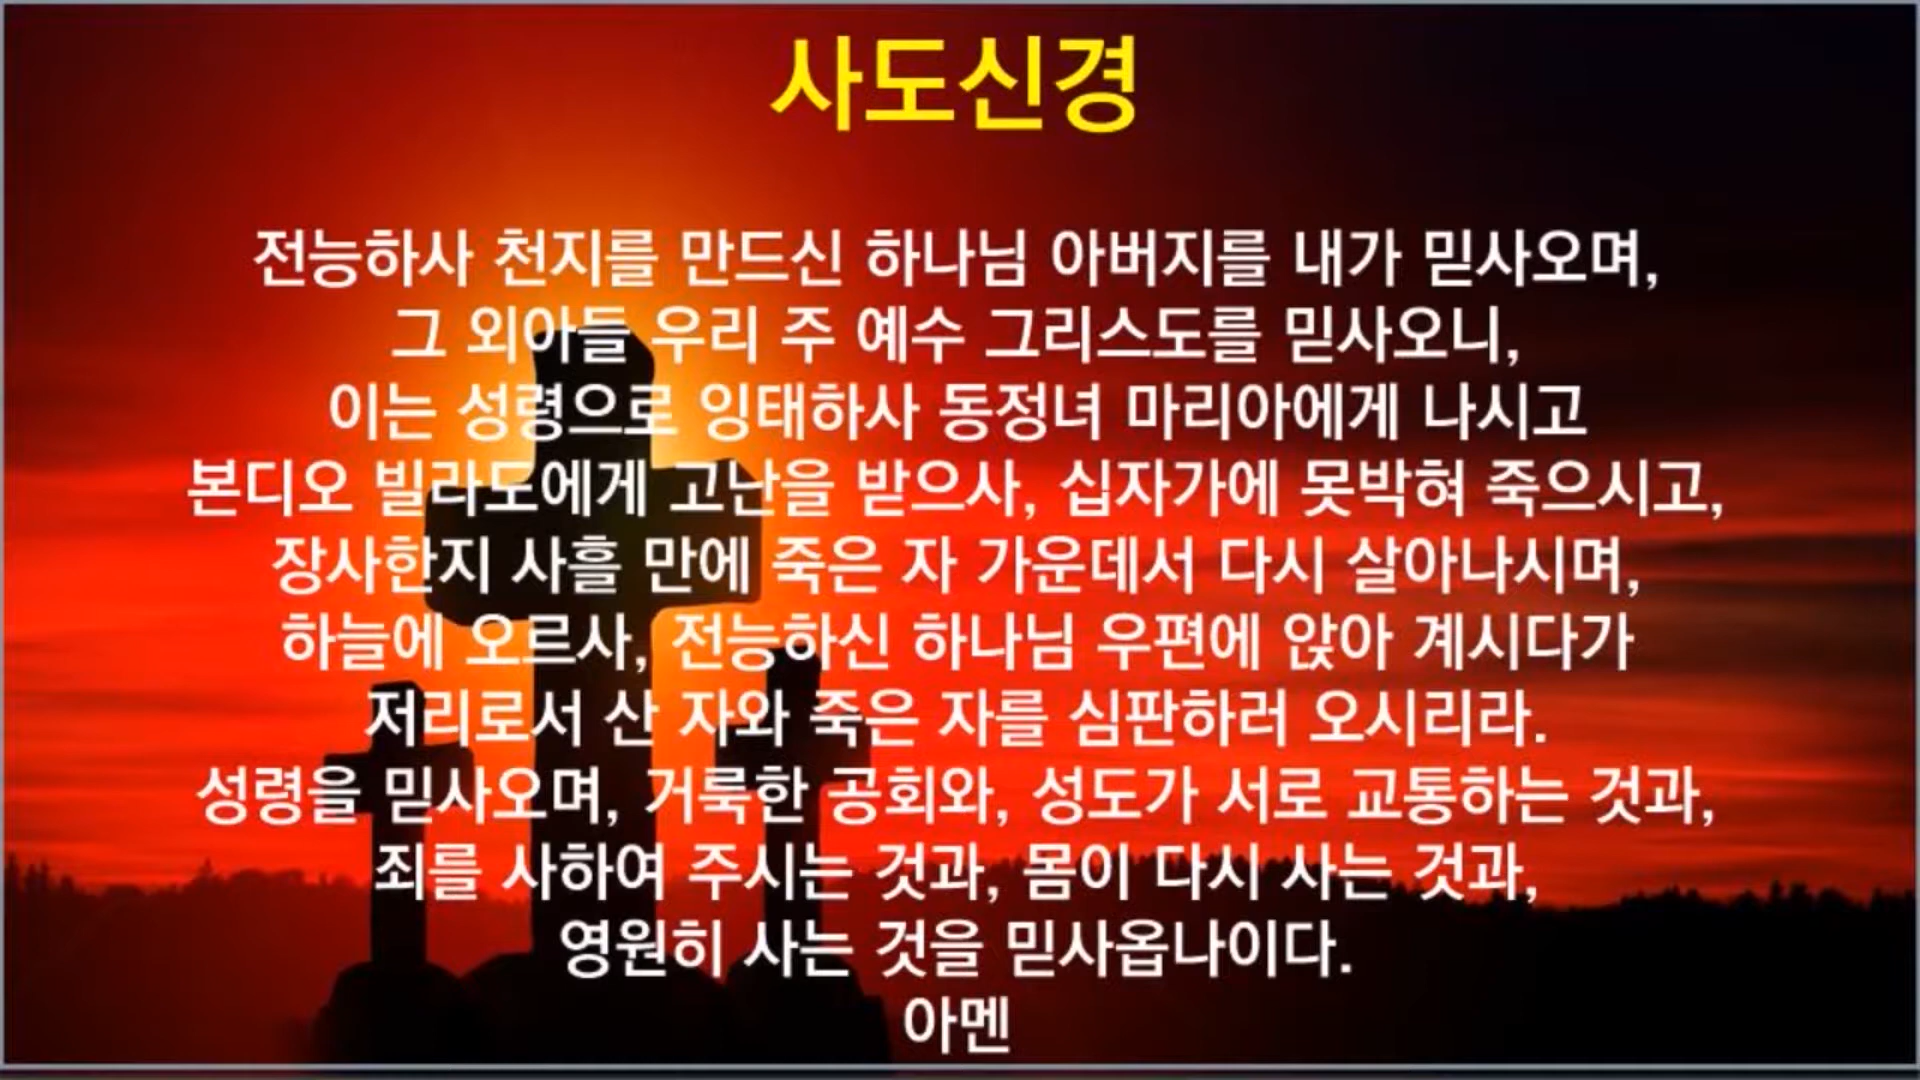 사도신경
전능하사 천지를 만드신 하나님 아버지를 내가 믿사오며,
그 외아들 우리 주 예수 그리스도를 믿사오니,
이는 성령으로 잉태하사 동정녀 마리아에게 나시고
본디오 빌라도에게 고난을 받으사, 십자가에 못박혀 죽으시고,
장사한지 사흘 만에 죽은 자 가운데서 다시 살아나시며,
하늘에 오르사, 전능하신 하나님 우편에 앉아 계시다가
저리로서 산 자와 죽은 자를 심판하러 오시리라.
성령을 믿사오며, 거룩한 공회와, 성도가 서로 교통하는 것과,
죄를 사하여 주시는 것과, 몸이 다시 사는 것과,
영원히 사는 것을 믿사옵나이다.
아멘